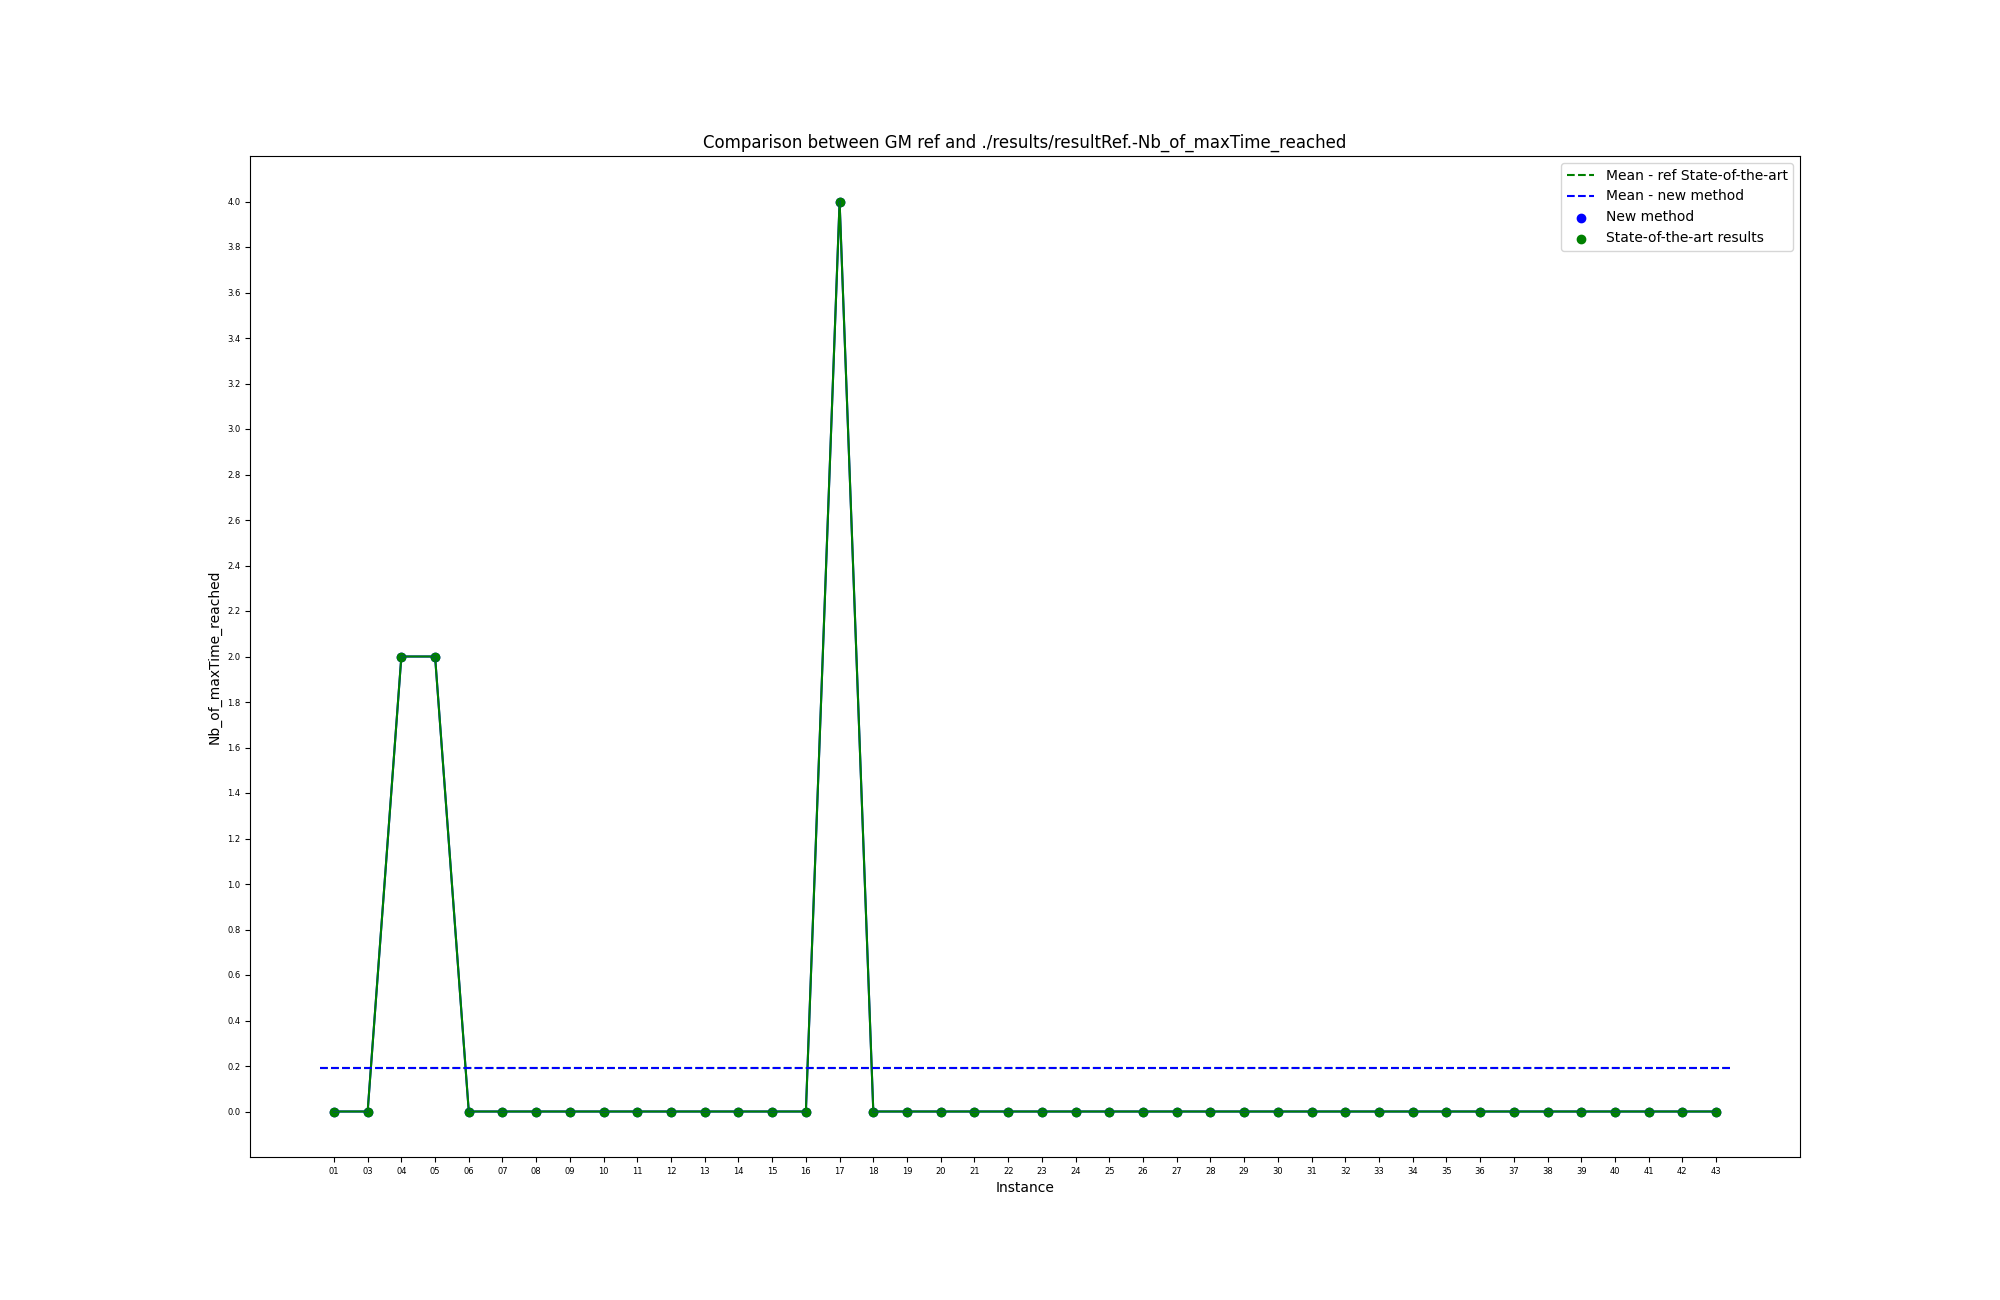 Comparison between GM ref and ./results/resultRef.-Nb_of_maxTime_reached
Mean - ref State-of-the-art
Mean - new method
New method
State-of-the-art results
4.0
3.8
3.6
3.4
3.2
3.0
2.8
2.6
2.4
2.2
2.0
1.8
1.6
1.4
1.2
1.0
0.8
0.6
0.4
0.2
0.0
Nb_of_maxTime_reached
01 03 04 05 06 07 08 09 10 11 12 13 14 15 16 17 18 19 20 21 22 23 24 25 26 27 28 29 30 31 32 33 34 35 36 37 38 39 40 41 42 43
Instance